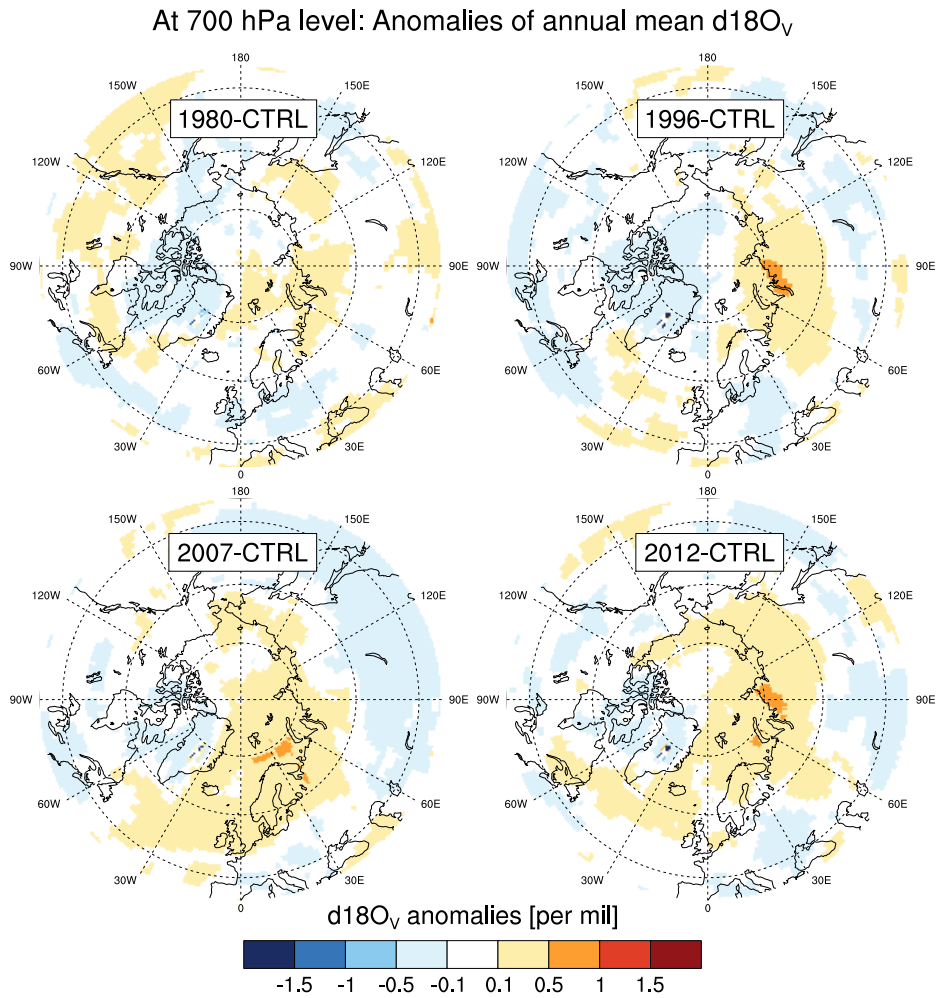 At 700 hPa level: Anomalies of annual mean d18Oᵥ
180
150W
150E
1980-CTRL
120W
120E
90W
90E
60W
60E
30W
30E
0
180
150W
150E
1996-CTRL
120W
120E
90W
90E
60W
60E
30W
30E
0
180
150W
150E
2007-CTRL
120W
120E
90W
90E
60W
60E
30W
30E
0
180
150W
150E
2012-CTRL
120W
120E
90W
90E
60W
60E
30W
30E
0
d18Oᵥ anomalies [per mil]
-1.5 -1 -0.5 -0.1 0.1 0.5 1 1.5